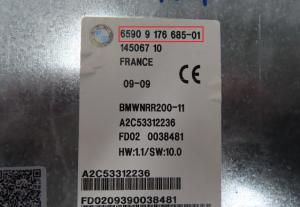 6590 9 176 685-01
145067 10
FRANCE
09-09
CE
BMWNRR200-11
A2C53312236
FD02 0038481
HW:1.1/SW:10.0
A2C53312236
FD0209390038481